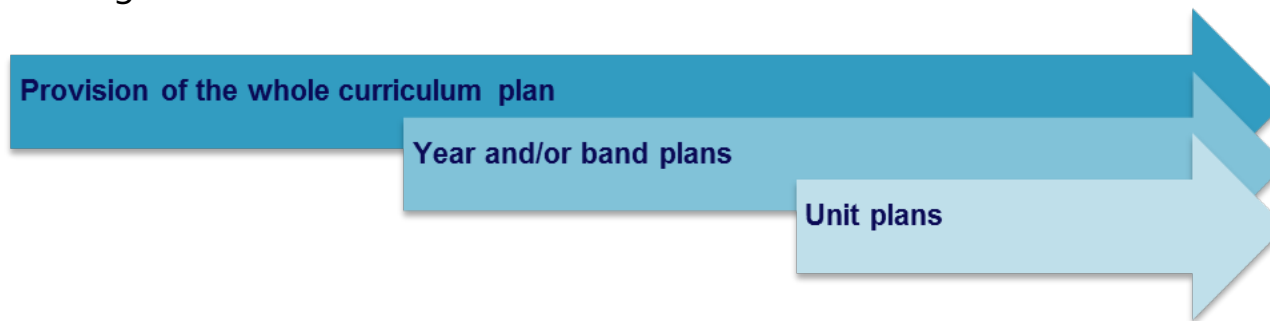 Provision of the whole curriculum plan
Year and/or band plans
Unit plans